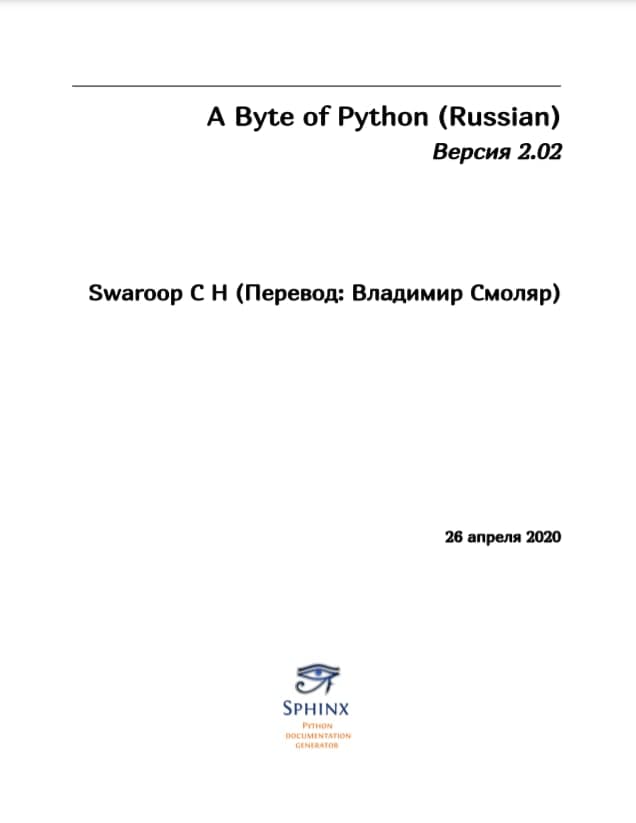 A Byte of Python (Russian)
Версия 2.02
Swaroop C H (Перевод: Владимир Смоляр)
26 апреля 2020
SPHINX
PYTHON
DOCUMENTATION
GENERATOR